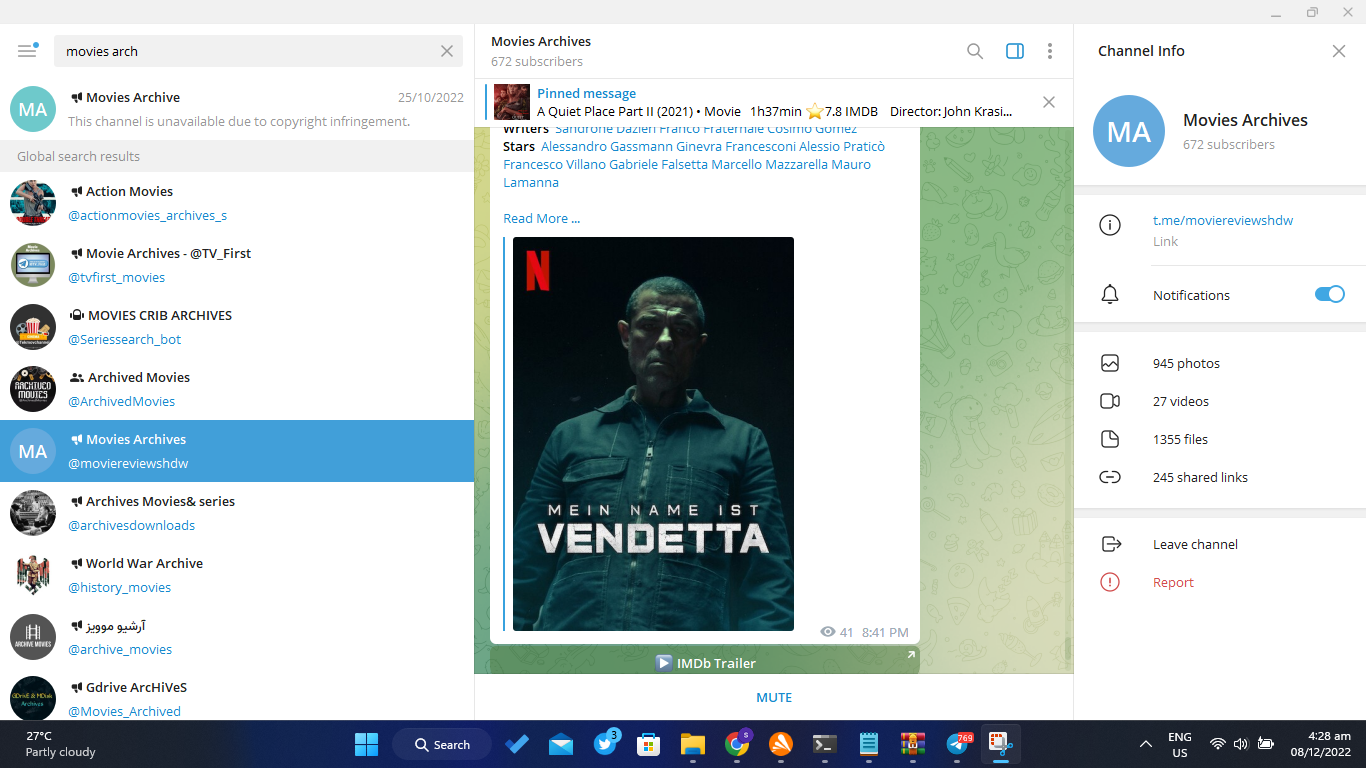 movies arch
MA
Movies Archive
25/10/2022
This channel is unavailable due to copyright infringement.
Global search results
Action Movies
@actionmovies_archives_s
Movie Archives - @TV_First
@tvfirst_movies
MOVIES CRIB ARCHIVES
@Seriessearch_bot
ARCHIVED
MOVIES
Archived Movies
@ArchivedMovies
MA
Movies Archives
@moviereviewshdw
Archives Movies& series
@archivesdownloads
World War Archive
@history_movies
ARCHIVE MOVIES
آرشیو موویز
@archive_movies
GDrivE & MDisk
Archives
Gdrive ArcHiVeS
@Movies_Archived
Movies Archives
672 subscribers
Pinned message
A Quiet Place Part II (2021) • Movie 1h37min ⭐7.8 IMDB Director: John Krasi...
Writers Sandrone Dazieri Franco Fraternale Cosimo Gomez
Stars Alessandro Gassmann Ginevra Francesconi Alessio Praticò
Francesco Villano Gabriele Falsetta Marcello Mazzarella Mauro
Lamanna
Read More ...
N
MEIN NAME IST
VENDETTA
41 8:41 PM
IMDb Trailer
MUTE
Channel Info
MA
Movies Archives
672 subscribers
t.me/moviereviewshdw
Link
Notifications
945 photos
27 videos
1355 files
245 shared links
Leave channel
Report
27°C
Partly cloudy
Search
3
s
769
ENG
US
4:28 am
08/12/2022